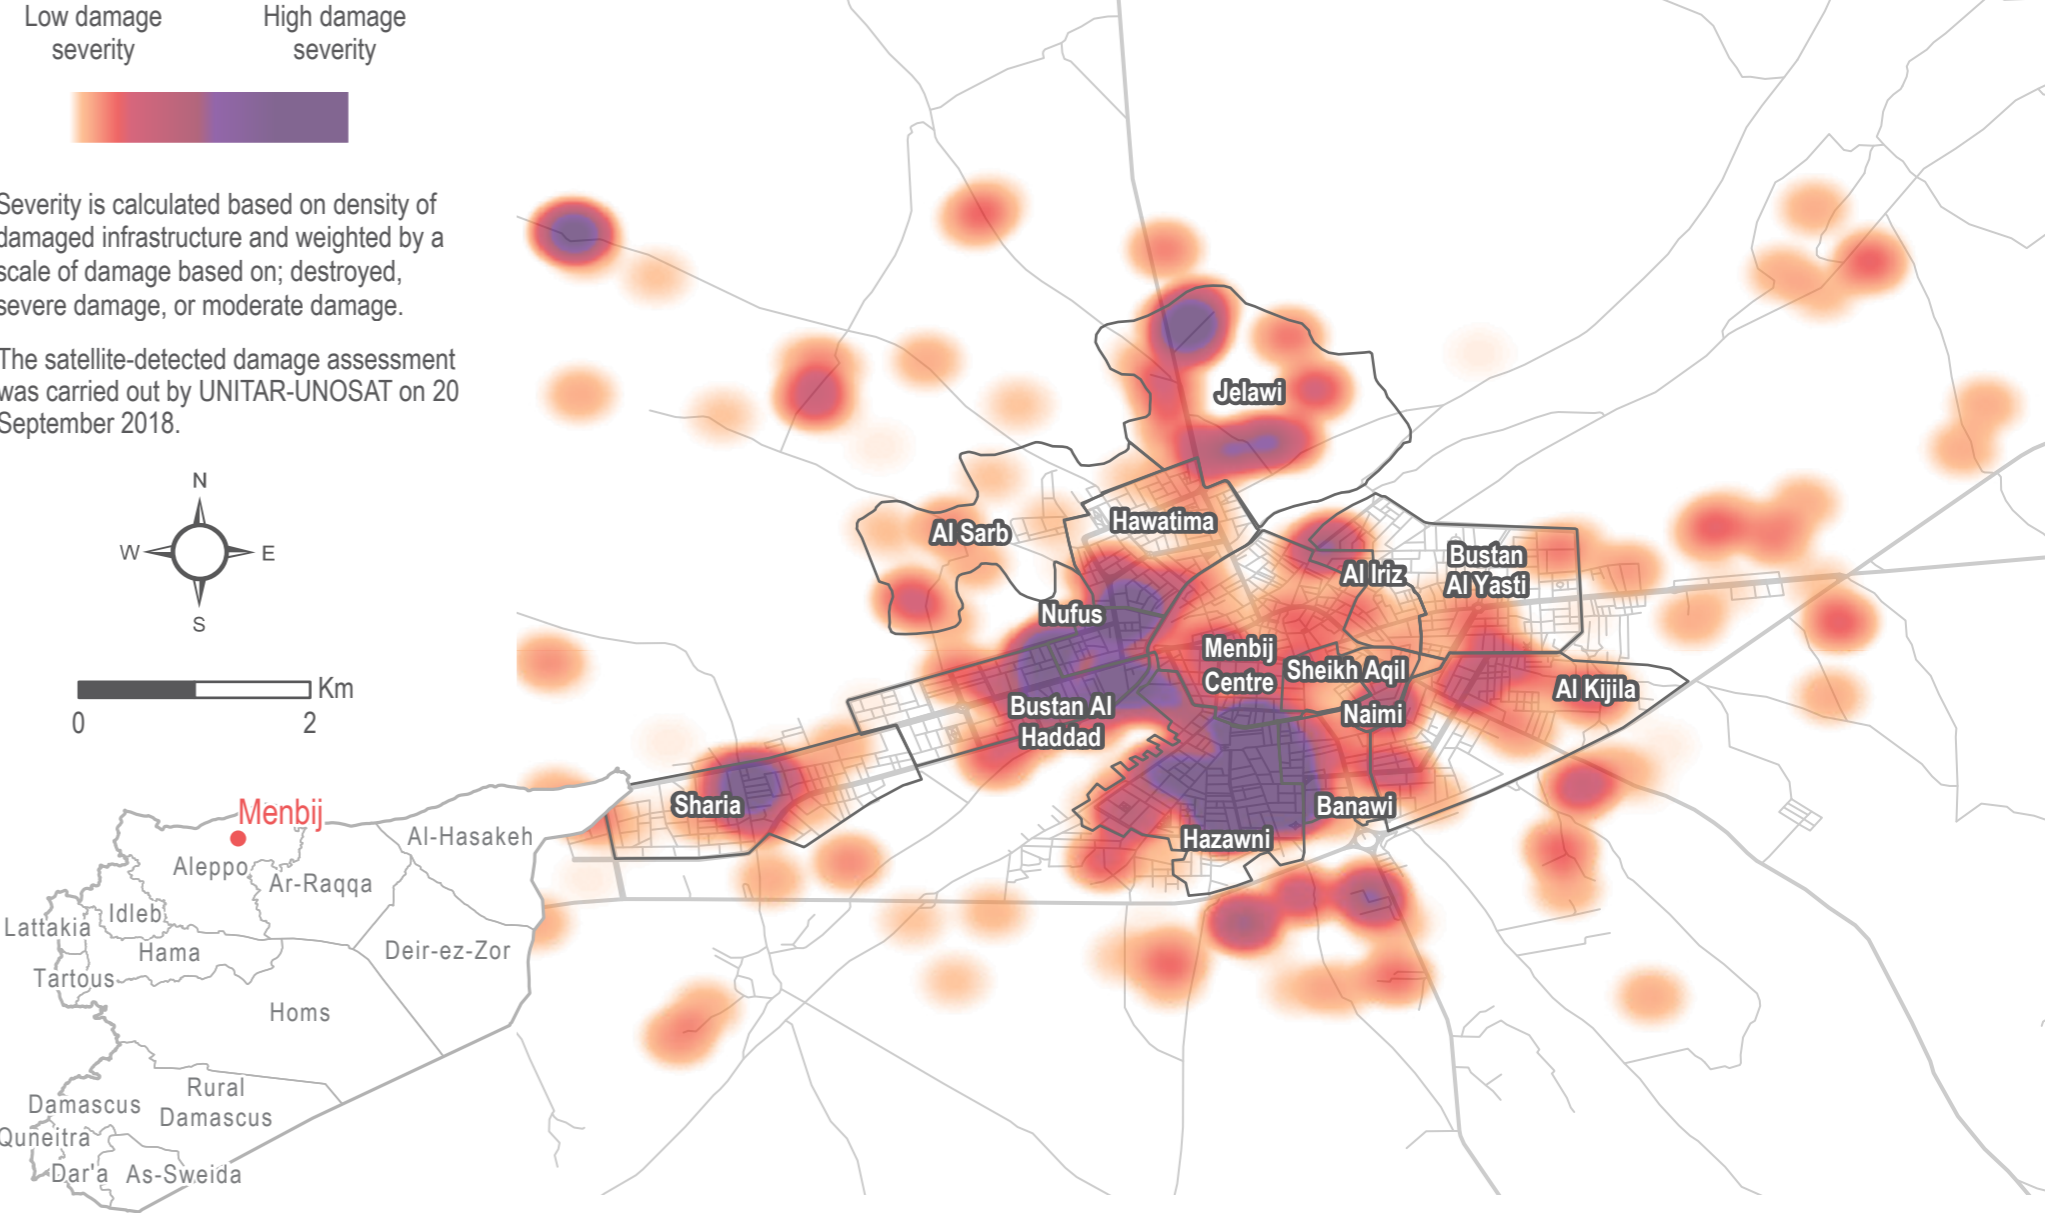 Low damage
severity
High damage
severity
Severity is calculated based on density of
damaged infrastructure and weighted by a
scale of damage based on; destroyed,
severe damage, or moderate damage.
The satellite-detected damage assessment
was carried out by UNITAR-UNOSAT on 20
September 2018.
N
W
E
S
Km
0
2
Jelawi
Hawatima
Al Sarb
Al Iriz
Bustan
Al Yasti
Nufus
Menbij
Centre
Sheikh Aqil
Al Kijila
Bustan Al
Haddad
Naimi
Sharia
Banawi
Hazawni
Menbij
Al-Hasakeh
Aleppo
Ar-Raqqa
Idleb
Lattakia
Hama
Deir-ez-Zor
Tartous
Homs
Rural
Damascus
Damascus
Quneitra
Dar'a
As-Sweida